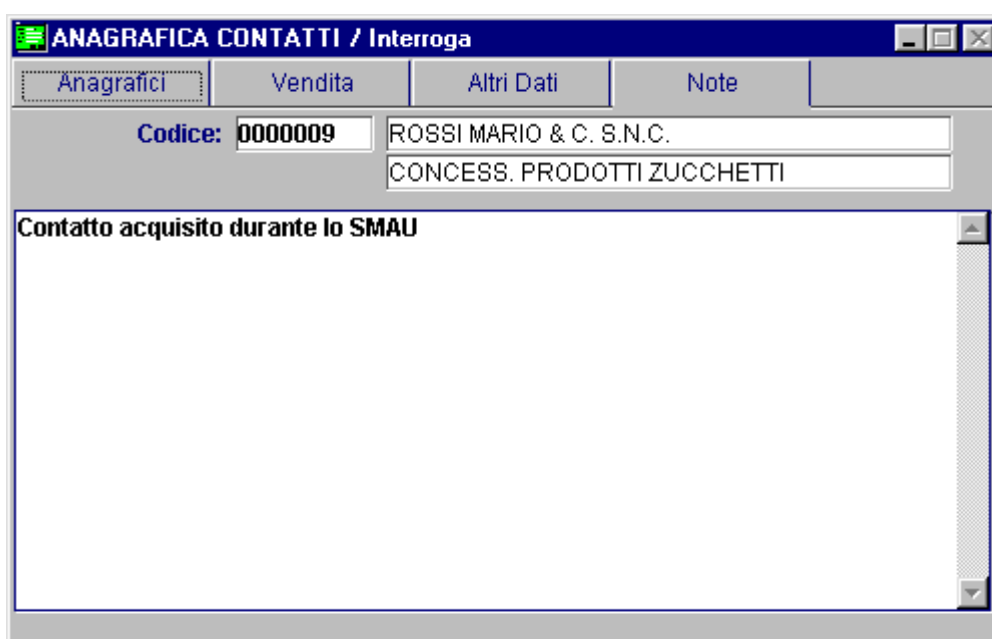 ANAGRAFICA CONTATTI / Interroga
Anagrafici Vendita Altri Dati Note
Codice: 0000009 ROSSI MARIO & C. S.N.C.
CONCESS. PRODOTTI ZUCCHETTI
Contatto acquisito durante lo SMAU